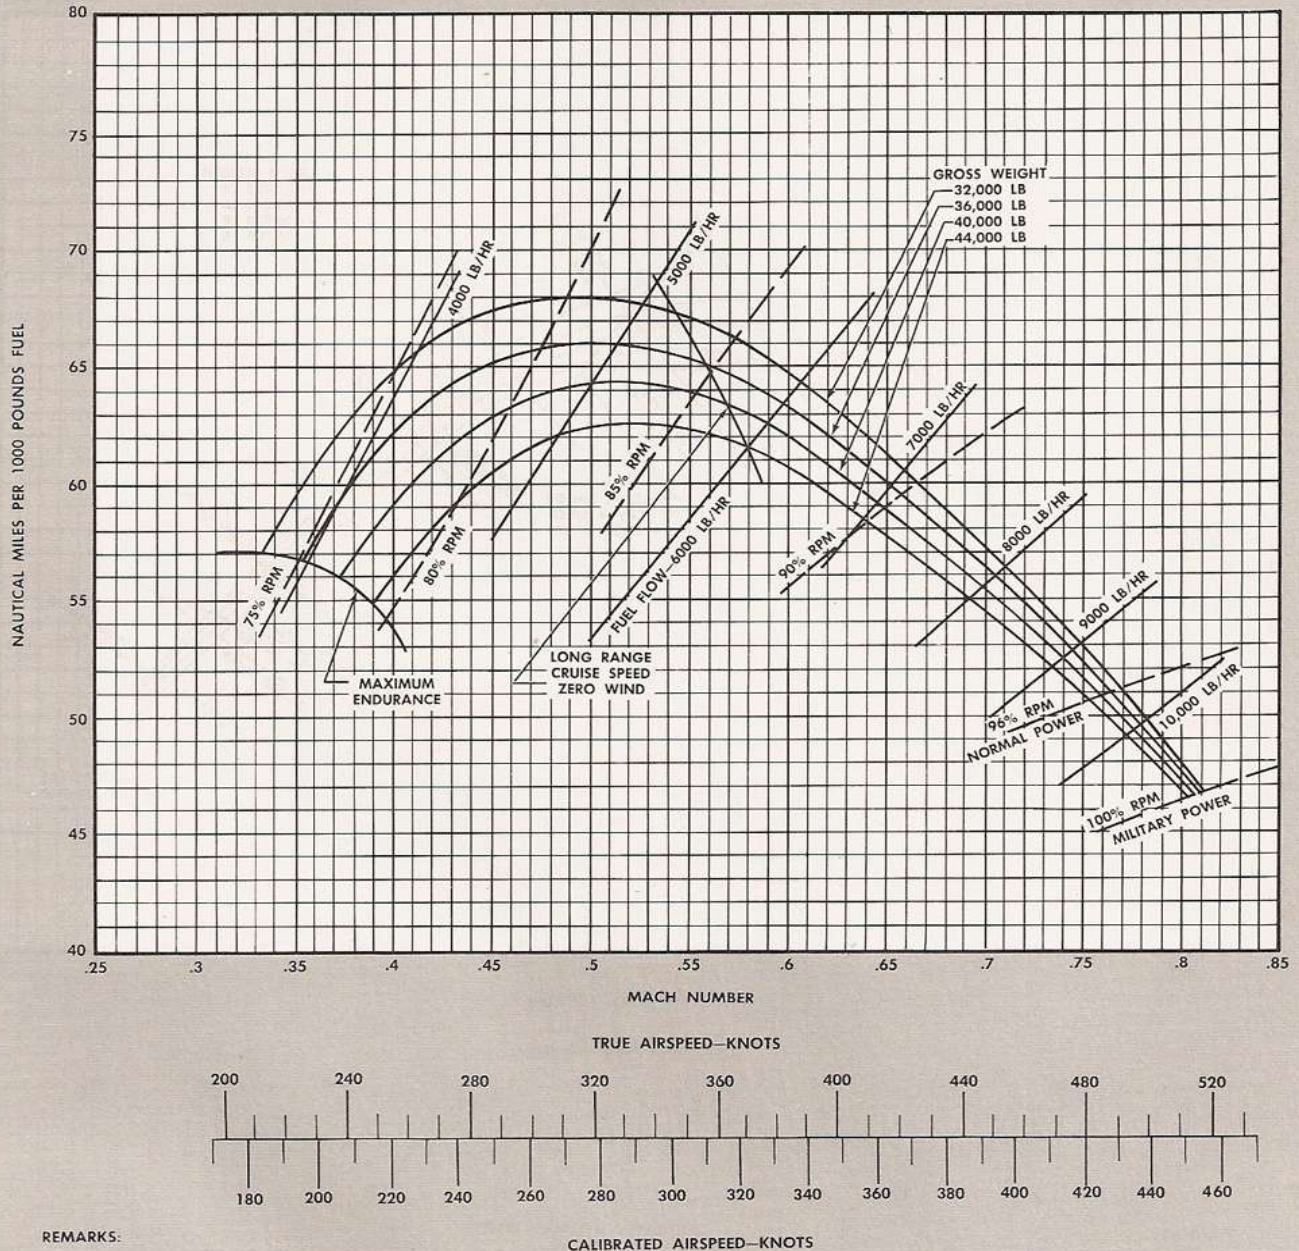 80
75
70
65
60
55
50
45
40
NAUTICAL MILES PER 1000 POUNDS FUEL
GROSS WEIGHT
32,000 LB
36,000 LB
40,000 LB
44,000 LB
4000 LB/HR
5000 LB/HR
7000 LB/HR
85% RPM
80% RPM
75% RPM
FUEL FLOW—6000 LB/HR
90% RPM
8000 LB/HR
9000 LB/HR
10,000 LB/HR
MAXIMUM
ENDURANCE
LONG RANGE
CRUISE SPEED
ZERO WIND
96% RPM
NORMAL POWER
100% RPM
MILITARY POWER
.25 .3 .35 .4 .45 .5 .55 .6 .65 .7 .75 .8 .85
MACH NUMBER
TRUE AIRSPEED—KNOTS
200 240 280 320 360 400 440 480 520
180 200 220 240 260 280 300 320 340 360 380 400 420 440 460
REMARKS:
CALIBRATED AIRSPEED—KNOTS